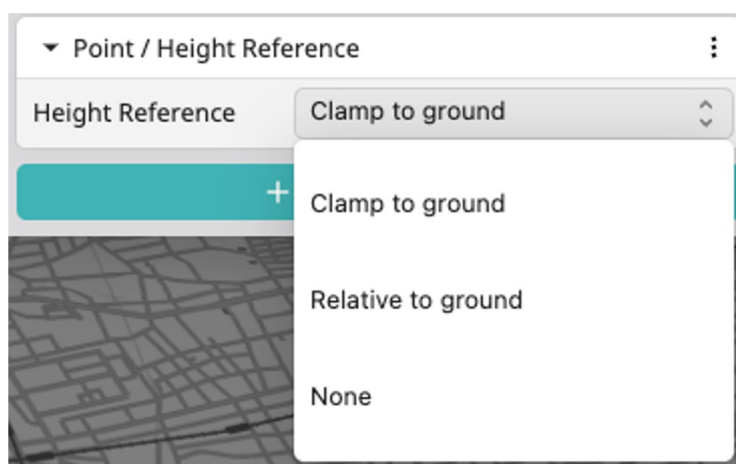 Point / Height Reference
Height Reference
Clamp to ground
Clamp to ground
Relative to ground
None